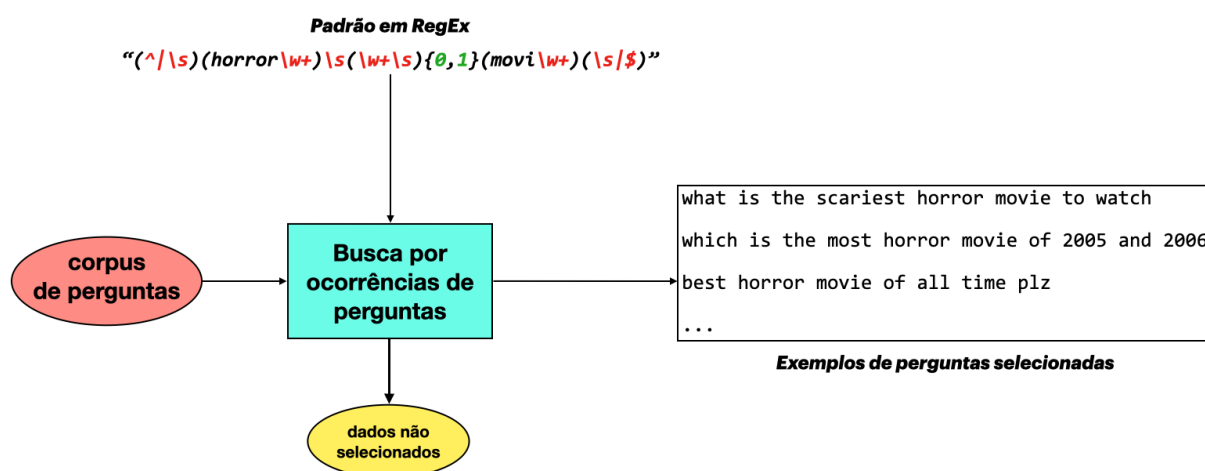 Padrão em RegEx
“(^|\s)(horror\w+)\s(\w+\s){0,1}(movi\w+)(\s|$)”
corpus
de perguntas
Busca por
ocorrências de
perguntas
what is the scariest horror movie to watch
which is the most horror movie of 2005 and 2006
best horror movie of all time plz
...
Exemplos de perguntas selecionadas
dados não
selecionados